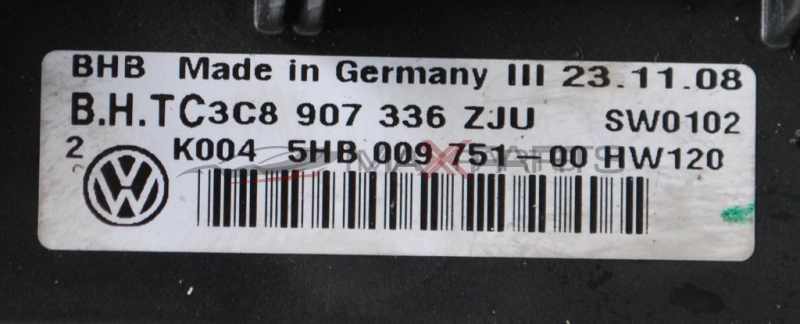 BHB Made in Germany III 23.11.08
B.H.TC3C8 907 336 ZJU SW0102
2 K004 5HB 009 751-00 HW120
MAXPARTS